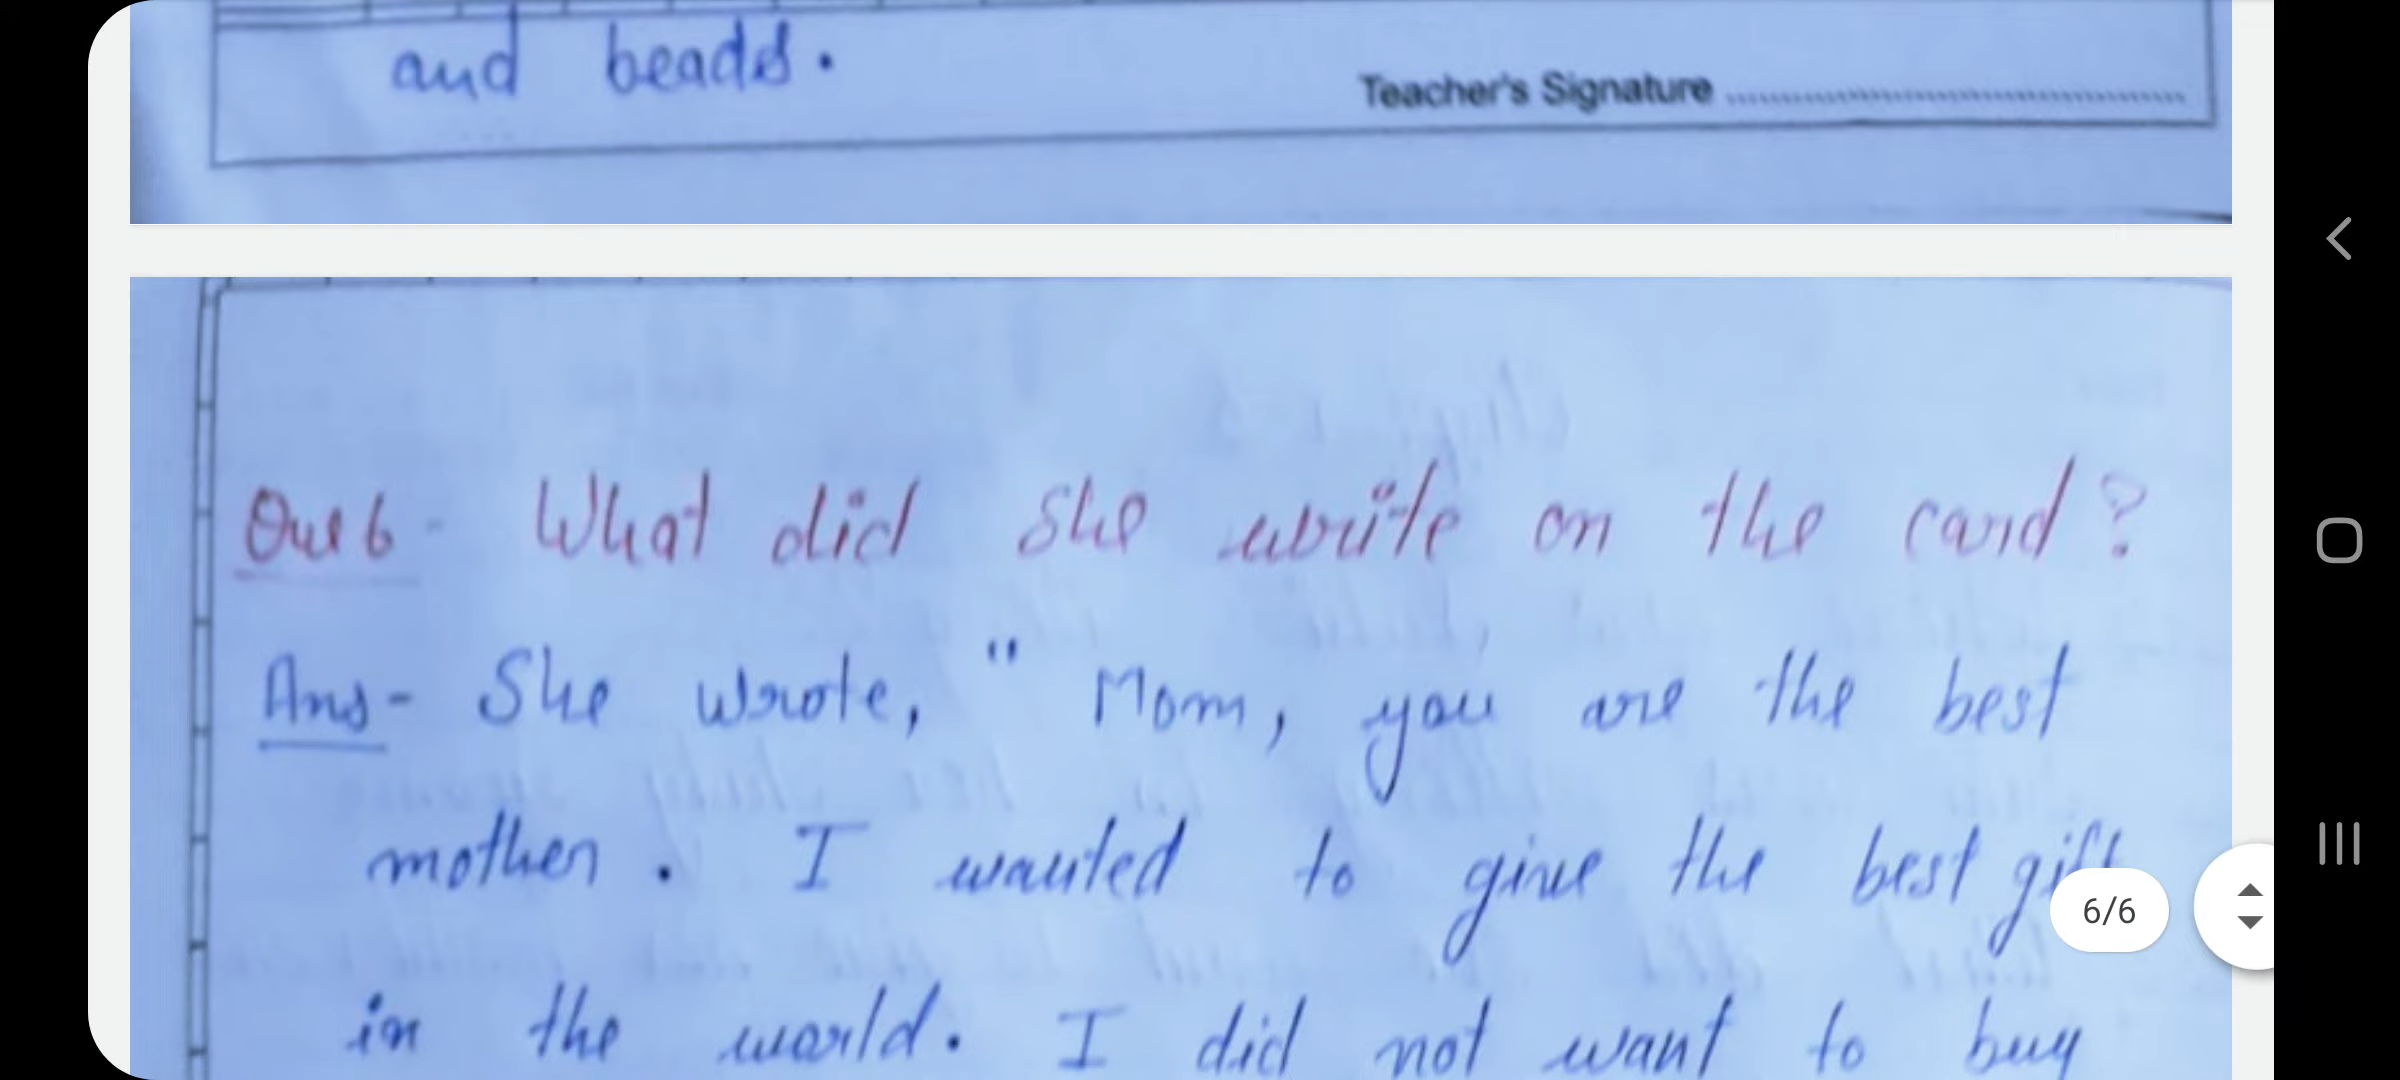 and beads.
Teacher's Signature
Que 6 - What did she write on the card?
Ans - She wrote, " Mom, you are the best
mother. I wanted to give the best gift
in the world. I did not want to buy
6/6